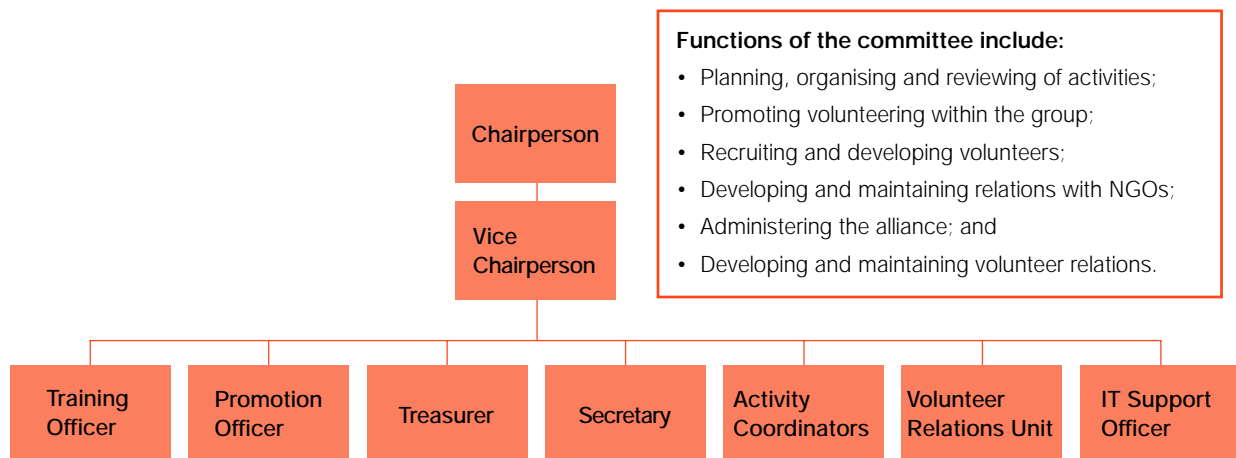 Functions of the committee include:
• Planning, organising and reviewing of activities;
• Promoting volunteering within the group;
• Recruiting and developing volunteers;
• Developing and maintaining relations with NGOs;
• Administering the alliance; and
• Developing and maintaining volunteer relations.
Chairperson
Vice
Chairperson
Training
Officer
Promotion
Officer
Treasurer
Secretary
Activity
Coordinators
Volunteer
Relations Unit
IT Support
Officer